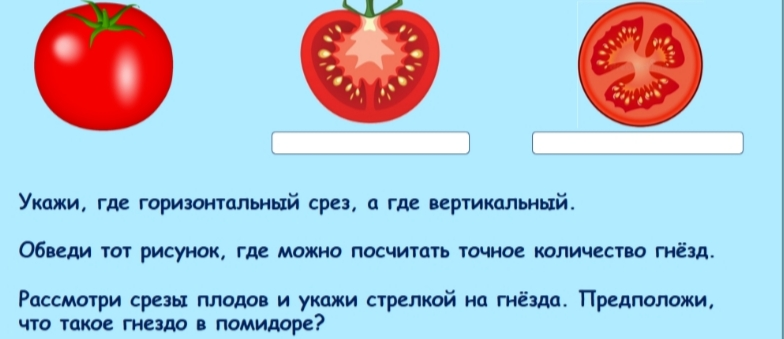 Укажи, где горизонтальный срез, а где вертикальный.
Обведи тот рисунок, где можно посчитать точное количество гнёзд.
Рассмотри срезы плодов и укажи стрелкой на гнёзда. Предположи,
что такое гнездо в помидоре?